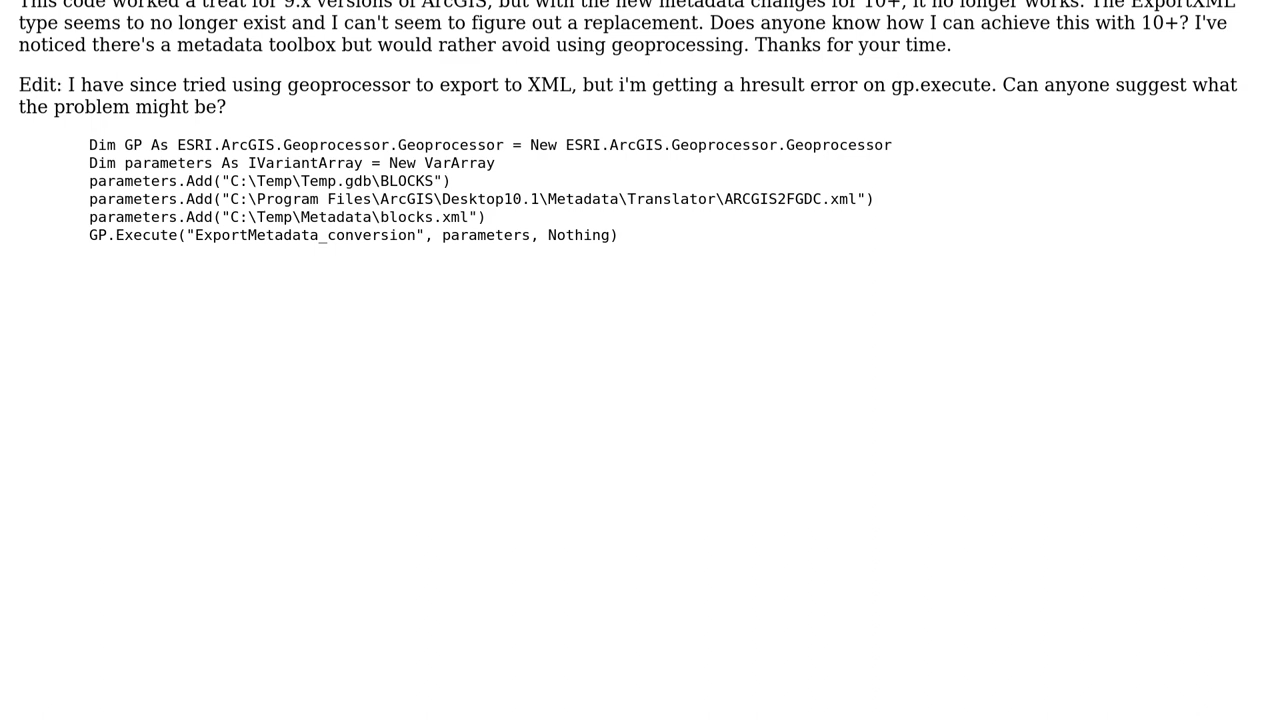 This code worked a treat for 9.x versions of ArcGIS, but with the new metadata changes for 10+, it no longer works. The ExportXML
type seems to no longer exist and I can't seem to figure out a replacement. Does anyone know how I can achieve this with 10+? I've
noticed there's a metadata toolbox but would rather avoid using geoprocessing. Thanks for your time.
Edit: I have since tried using geoprocessor to export to XML, but i'm getting a hresult error on gp.execute. Can anyone suggest what
the problem might be?
Dim GP As ESRI.ArcGIS.Geoprocessor.Geoprocessor = New ESRI.ArcGIS.Geoprocessor.Geoprocessor
Dim parameters As IVariantArray = New VarArray
parameters.Add("C:\Temp\Temp.gdb\BLOCKS")
parameters.Add("C:\Program Files\ArcGIS\Desktop10.1\Metadata\Translator\ARCGIS2FGDC.xml")
parameters.Add("C:\Temp\Metadata\blocks.xml")
GP.Execute("ExportMetadata_conversion", parameters, Nothing)